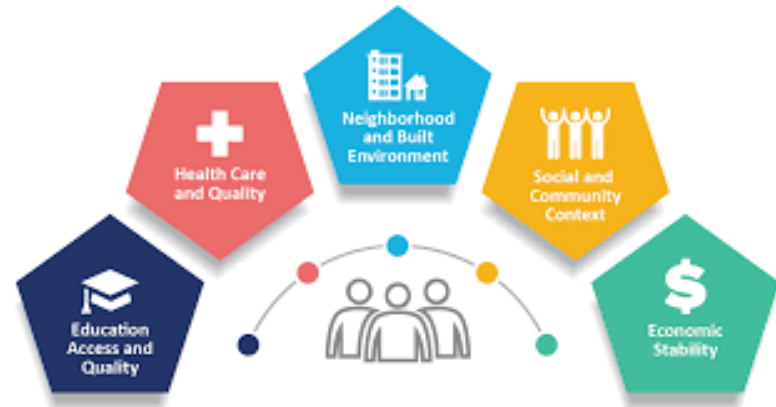 Neighborhood
and Built
Environment
Health Care
and Quality
Social and
Community
Context
Education
Access and
Quality
Economic
Stability